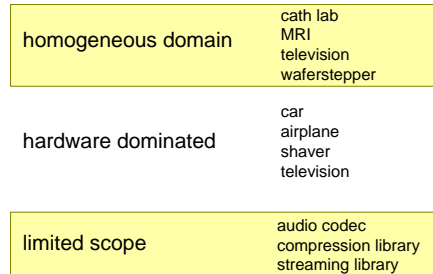 homogeneous domain
cath lab
MRI
television
waferstepper
hardware dominated
car
airplane
shaver
television
limited scope
audio codec
compression library
streaming library